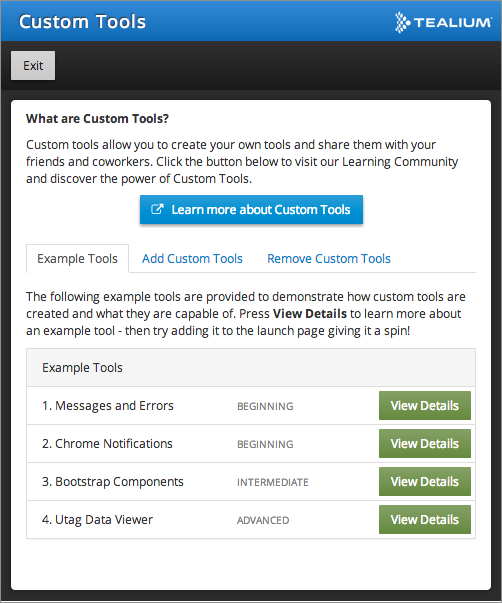 Custom Tools
TEALIUM
Exit
What are Custom Tools?
Custom tools allow you to create your own tools and share them with your
friends and coworkers. Click the button below to visit our Learning Community
and discover the power of Custom Tools.
Learn more about Custom Tools
Example Tools Add Custom Tools Remove Custom Tools
The following example tools are provided to demonstrate how custom tools are
created and what they are capable of. Press View Details to learn more about
an example tool - then try adding it to the launch page giving it a spin!
Example Tools
1. Messages and Errors BEGINNING View Details
2. Chrome Notifications BEGINNING View Details
3. Bootstrap Components INTERMEDIATE View Details
4. Utag Data Viewer ADVANCED View Details